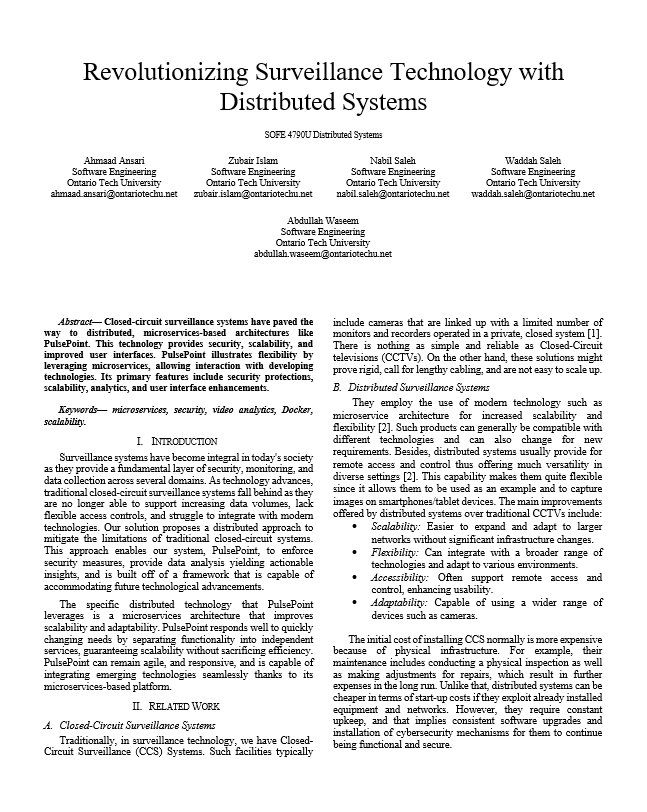 Revolutionizing Surveillance Technology with
Distributed Systems
SOFE 4790U Distributed Systems
Ahmaad Ansari
Software Engineering
Ontario Tech University
ahmaad.ansari@ontariotechu.net
Zubair Islam
Software Engineering
Ontario Tech University
zubair.islam@ontariotechu.net
Nabil Saleh
Software Engineering
Ontario Tech University
nabil.saleh@ontariotechu.net
Waddah Saleh
Software Engineering
Ontario Tech University
waddah.saleh@ontariotechu.net
Abdullah Waseem
Software Engineering
Ontario Tech University
abdullah.waseem@ontariotechu.net
Abstract— Closed-circuit surveillance systems have paved the
way to distributed, microservices-based architectures like
PulsePoint. This technology provides security, scalability, and
improved user interfaces. PulsePoint illustrates flexibility by
leveraging microservices, allowing interaction with developing
technologies. Its primary features include security protections,
scalability, analytics, and user interface enhancements.
Keywords— microservices, security, video analytics, Docker,
scalability.
I. INTRODUCTION
Surveillance systems have become integral in today's society
as they provide a fundamental layer of security, monitoring, and
data collection across several domains. As technology advances,
traditional closed-circuit surveillance systems fall behind as they
are no longer able to support increasing data volumes, lack
flexible access controls, and struggle to integrate with modern
technologies. Our solution proposes a distributed approach to
mitigate the limitations of traditional closed-circuit systems.
This approach enables our system, PulsePoint, to enforce
security measures, provide data analysis yielding actionable
insights, and is built off of a framework that is capable of
accommodating future technological advancements.
The specific distributed technology that PulsePoint
leverages is a microservices architecture that improves
scalability and adaptability. PulsePoint responds well to quickly
changing needs by separating functionality into independent
services, guaranteeing scalability without sacrificing efficiency.
PulsePoint can remain agile, and responsive, and is capable of
integrating emerging technologies seamlessly thanks to its
microservices-based platform.
II. RELATED WORK
A. Closed-Circuit Surveillance Systems
Traditionally, in surveillance technology, we have Closed-
Circuit Surveillance (CCS) Systems. Such facilities typically
include cameras that are linked up with a limited number of
monitors and recorders operated in a private, closed system [1].
There is nothing as simple and reliable as Closed-Circuit
televisions (CCTVs). On the other hand, these solutions might
prove rigid, call for lengthy cabling, and are not easy to scale up.
B. Distributed Surveillance Systems
They employ the use of modern technology such as
microservice architecture for increased scalability and
flexibility [2]. Such products can generally be compatible with
different technologies and can also change for new
requirements. Besides, distributed systems usually provide for
remote access and control thus offering much versatility in
diverse settings [2]. This capability makes them quite flexible
since it allows them to be used as an example and to capture
images on smartphones/tablet devices. The main improvements
offered by distributed systems over traditional CCTVs include:
• Scalability: Easier to expand and adapt to larger
networks without significant infrastructure changes.
• Flexibility: Can integrate with a broader range of
technologies and adapt to various environments.
• Accessibility: Often support remote access and
control, enhancing usability.
• Adaptability: Capable of using a wider range of
devices such as cameras.
The initial cost of installing CCS normally is more expensive
because of physical infrastructure. For example, their
maintenance includes conducting a physical inspection as well
as making adjustments for repairs, which result in further
expenses in the long run. Unlike that, distributed systems can be
cheaper in terms of start-up costs if they exploit already installed
equipment and networks. However, they require constant
upkeep, and that implies consistent software upgrades and
installation of cybersecurity mechanisms for them to continue
being functional and secure.